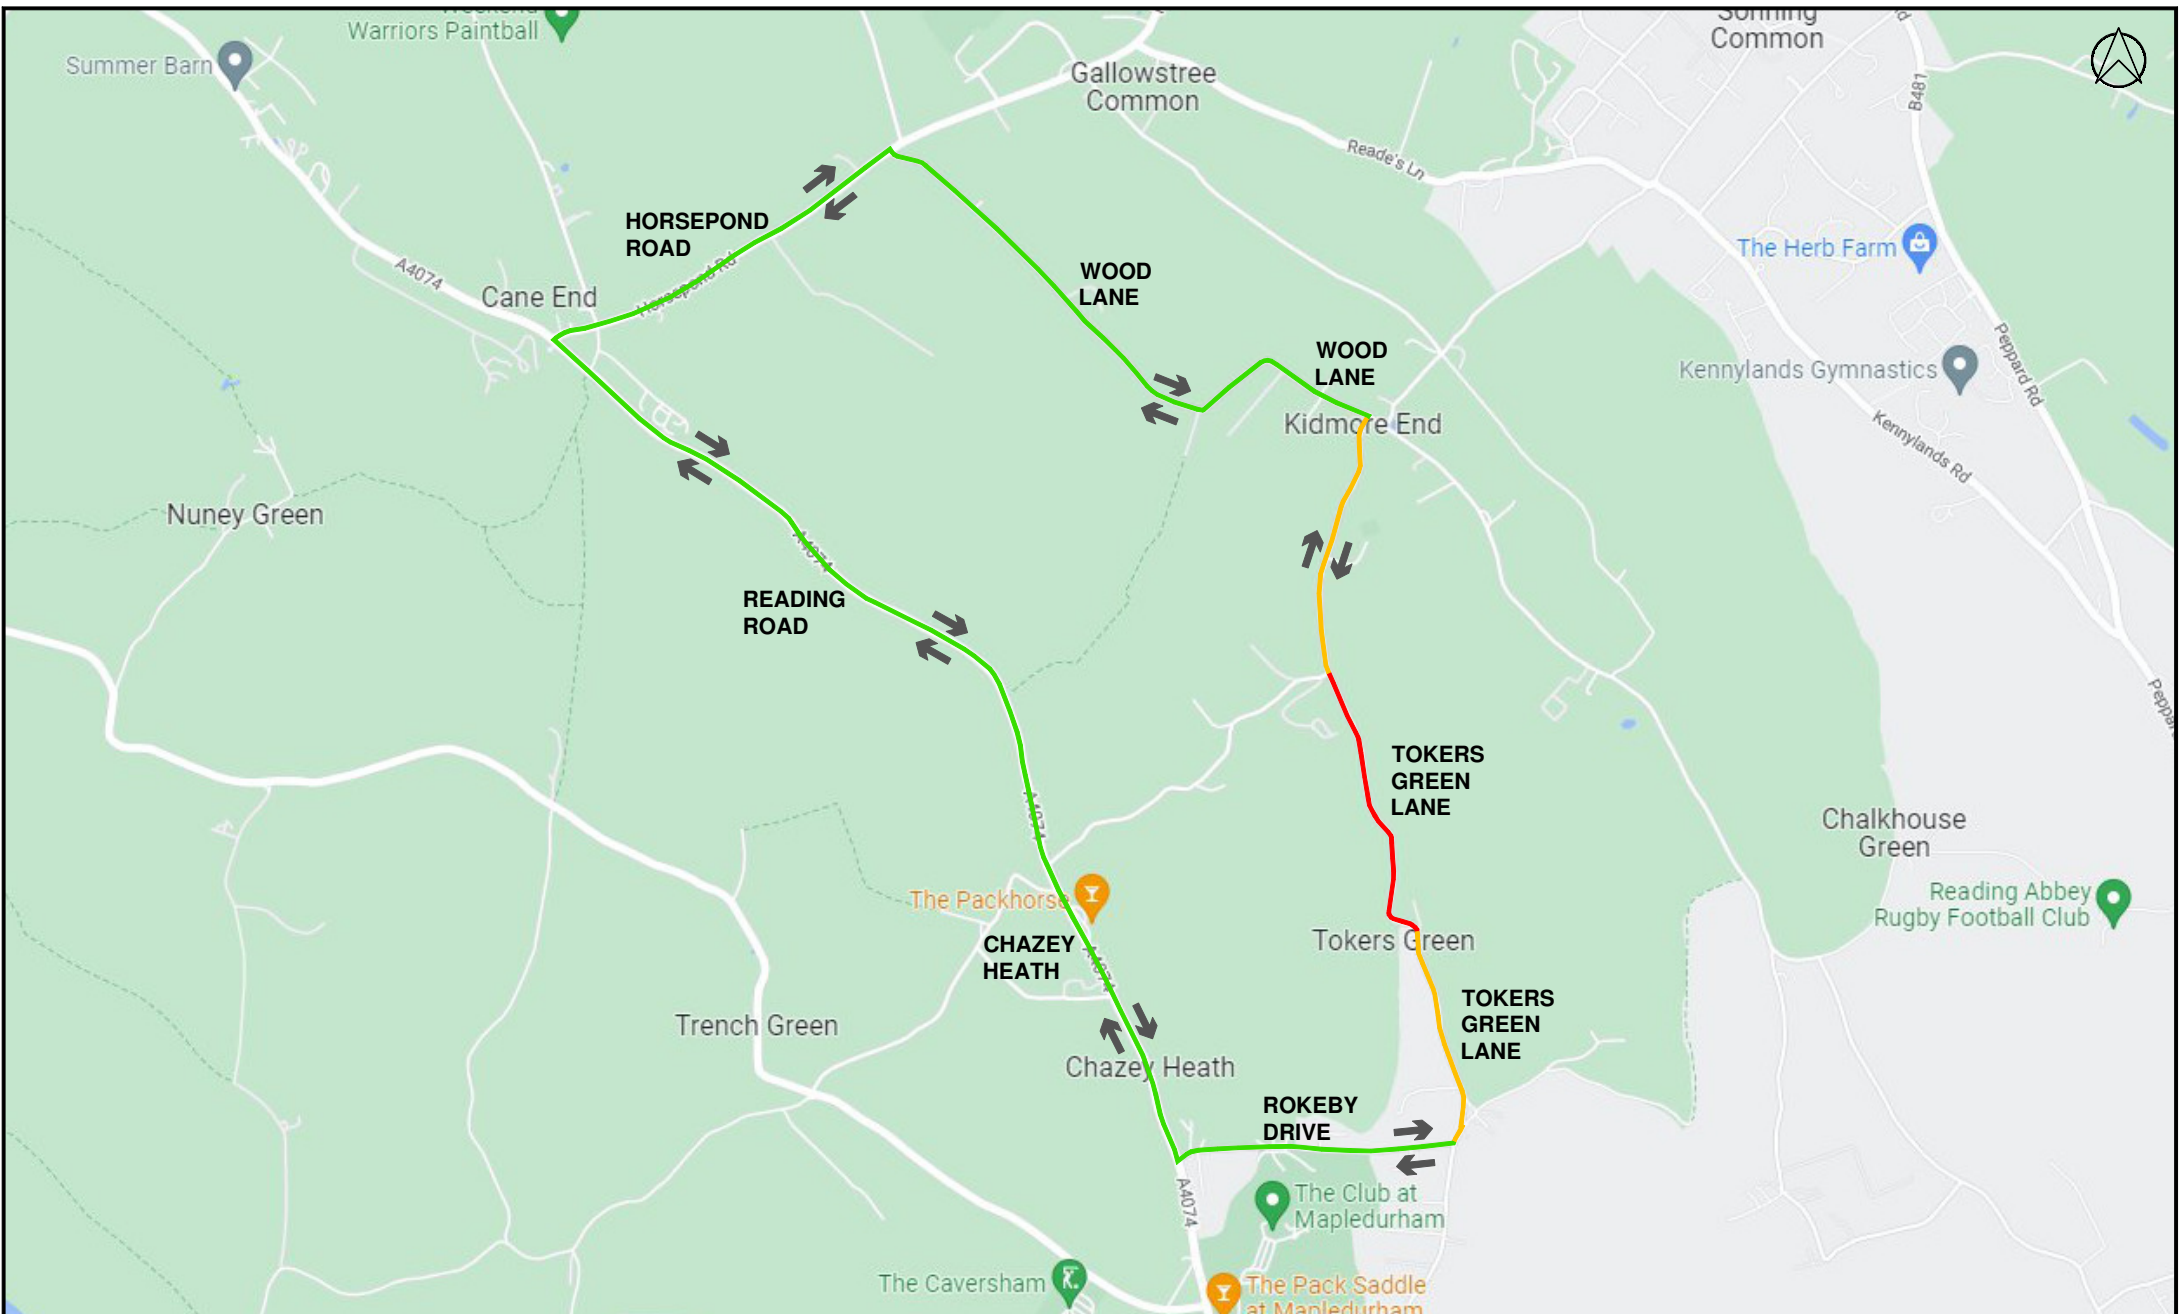 Warriors Paintball
Summer Barn
Sonning
Common
B481
Gallowstree
Common
Reade's Ln
HORSEPOND
ROAD
Horsepond Rd
A4074
Cane End
WOOD
LANE
The Herb Farm
WOOD
LANE
Kidmore End
Kennylands Gymnastics
Peppard Rd
Kennylands Rd
Nuney Green
A4074
READING
ROAD
TOKERS
GREEN
LANE
A4074
Chalkhouse
Green
The Packhorse
Reading Abbey
Rugby Football Club
CHAZEY
HEATH
A4074
Tokers Green
TOKERS
GREEN
LANE
Trench Green
Chazey Heath
ROKEBY
DRIVE
A4074
The Club at
Mapledurham
The Caversham
The Pack Saddle
at Mapledurham